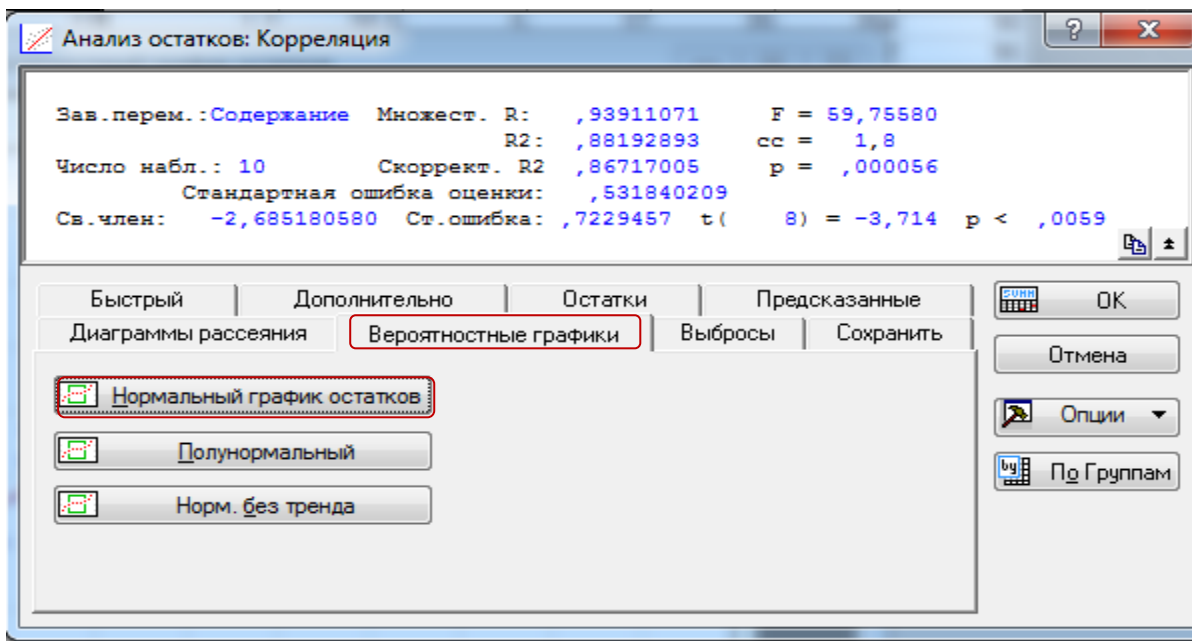 Анализ остатков: Корреляция
? x
Зав.перем.:Содержание Множест. R: ,93911071 F = 59,75580
R2: ,88192893 сс = 1,8
Число набл.: 10 Скоррект. R2 ,86717005 p = ,000056
Стандартная ошибка оценки: ,531840209
Св.член: -2,685180580 Ст.ошибка: ,7229457 t( 8) = -3,714 p < ,0059
Быстрый Дополнительно Остатки Предсказанные
Диаграммы рассеяния Вероятностные графики Выбросы Сохранить
Нормальный график остатков
Полунормальный
Норм. без тренда
SUMM OK
Отмена
Опции
by По Группам